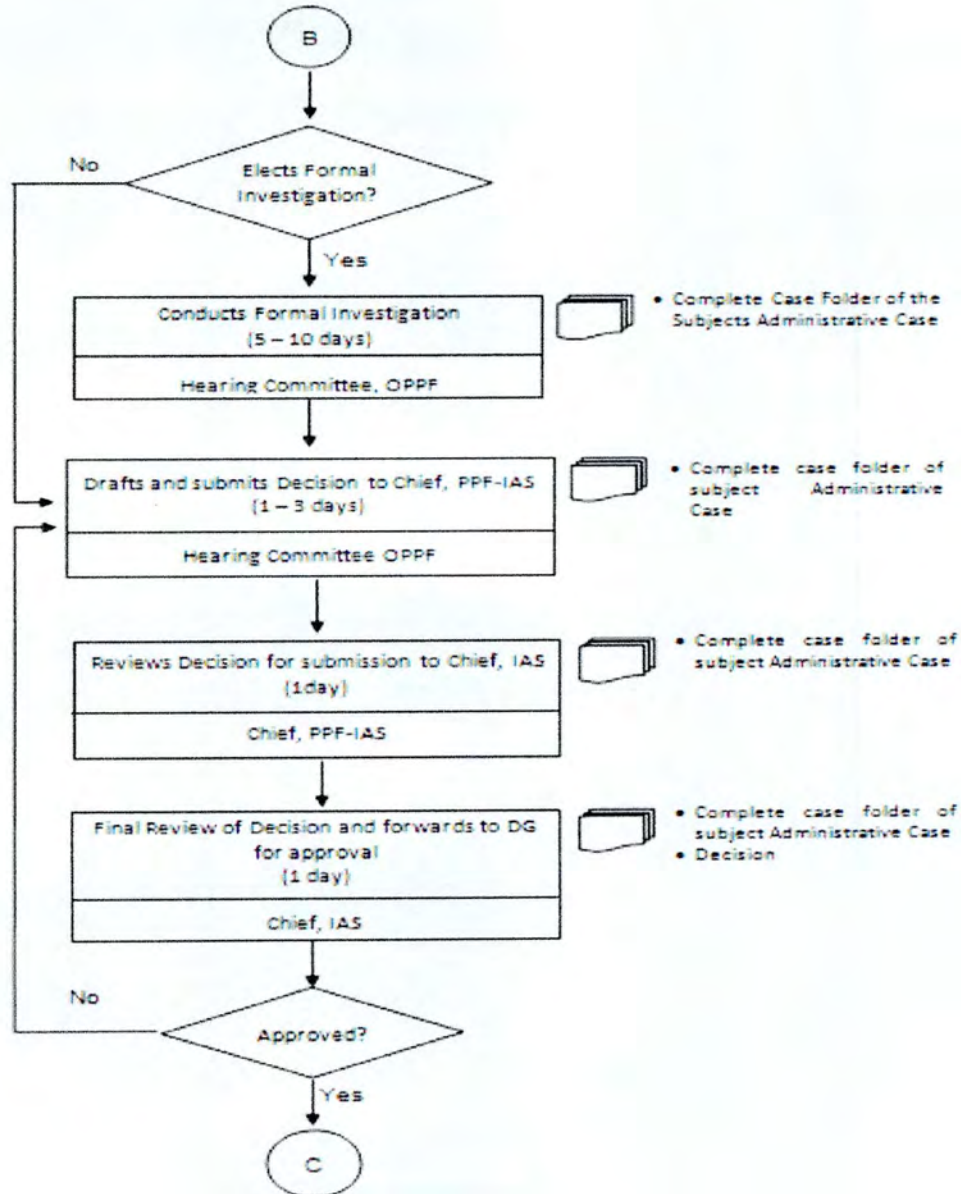 B
No
Elects Formal
Investigation?
Yes
Conducts Formal Investigation
(5 – 10 days)
Hearing Committee, OPPF
• Complete Case Folder of the
Subjects Administrative Case
Drafts and submits Decision to Chief, PPF-IAS
(1 – 3 days)
Hearing Committee OPPF
• Complete case folder of
subject Administrative
Case
Reviews Decision for submission to Chief, IAS
(1day)
Chief, PPF-IAS
• Complete case folder of
subject Administrative Case
Final Review of Decision and forwards to DG
for approval
(1 day)
Chief, IAS
• Complete case folder of
subject Administrative Case
• Decision
No
Approved?
Yes
C